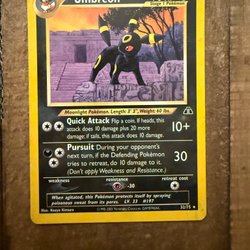 Umbreon
Stage 1 Pokémon
Moonlight Pokémon. Length: 3' 3", Weight: 60 lbs.
Quick Attack Flip a coin. If heads, this
attack does 10 damage plus 20 more
damage; if tails, this attack does 10 damage.
10+
Pursuit During your opponent's
next turn, if the Defending Pokémon
tries to retreat, do 30 damage to it.
(Don't apply Weakness and Resistance.)
30
weakness
resistance
retreat cost
-30
When agitated, this Pokémon protects itself by spraying
poisonous sweat from its pores. LV. 33 #197
32/75